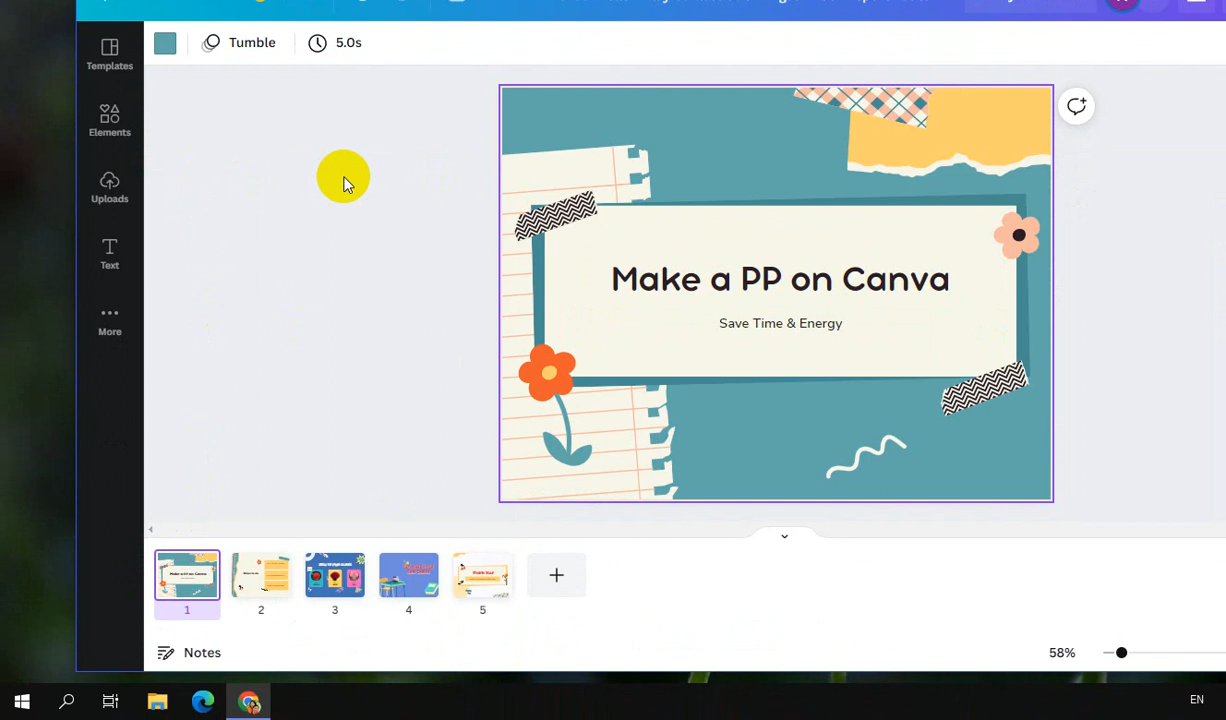 Tumble
5.0s
Templates
Elements
Uploads
Text
More
Make a PP on Canva
Save Time & Energy
1
2
3
4
5
Notes
58%
EN